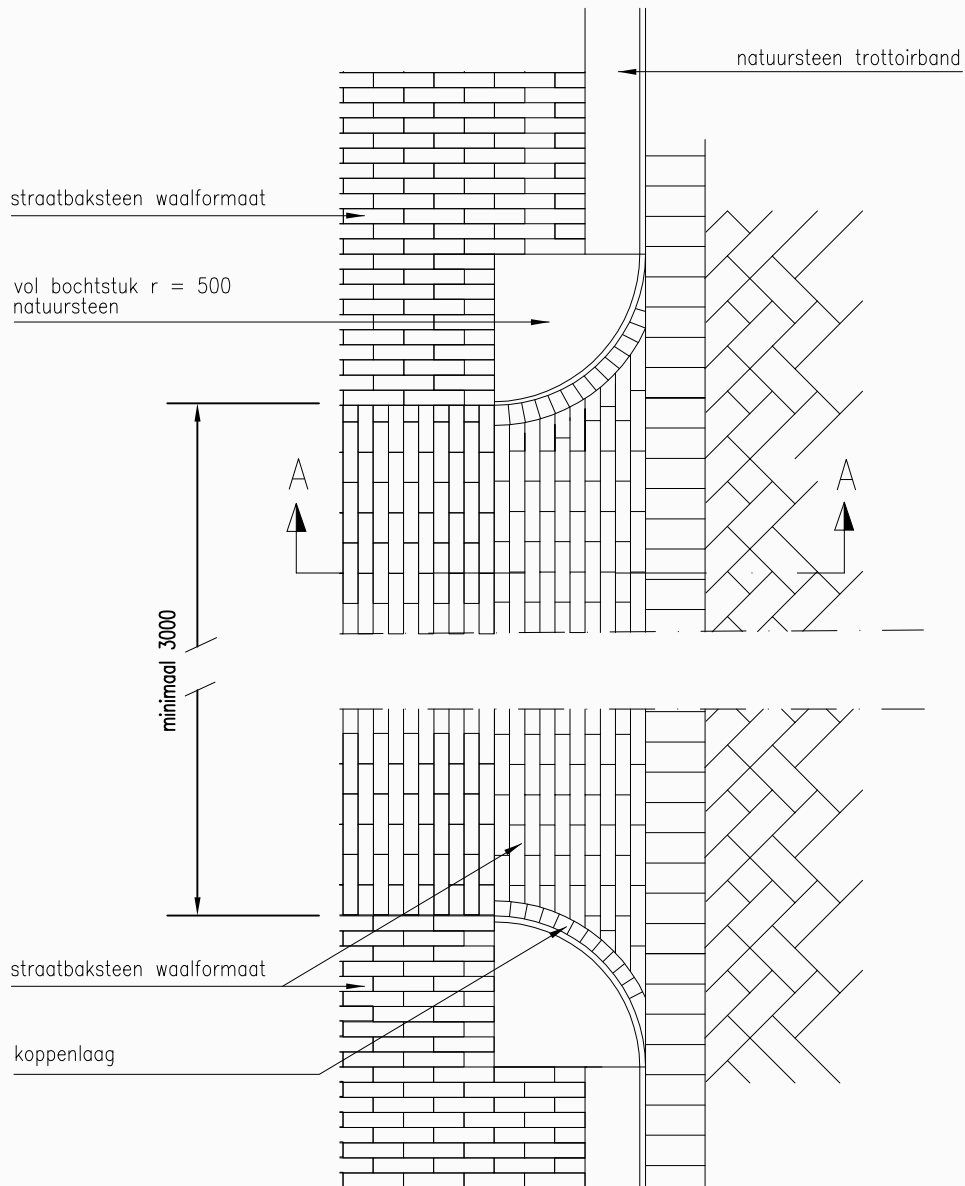 natuursteen trottoirband
straatbaksteen waalformaat
vol bochtstuk r = 500
natuursteen
A
A
minimaal 3000
straatbaksteen waalformaat
koppenlaag